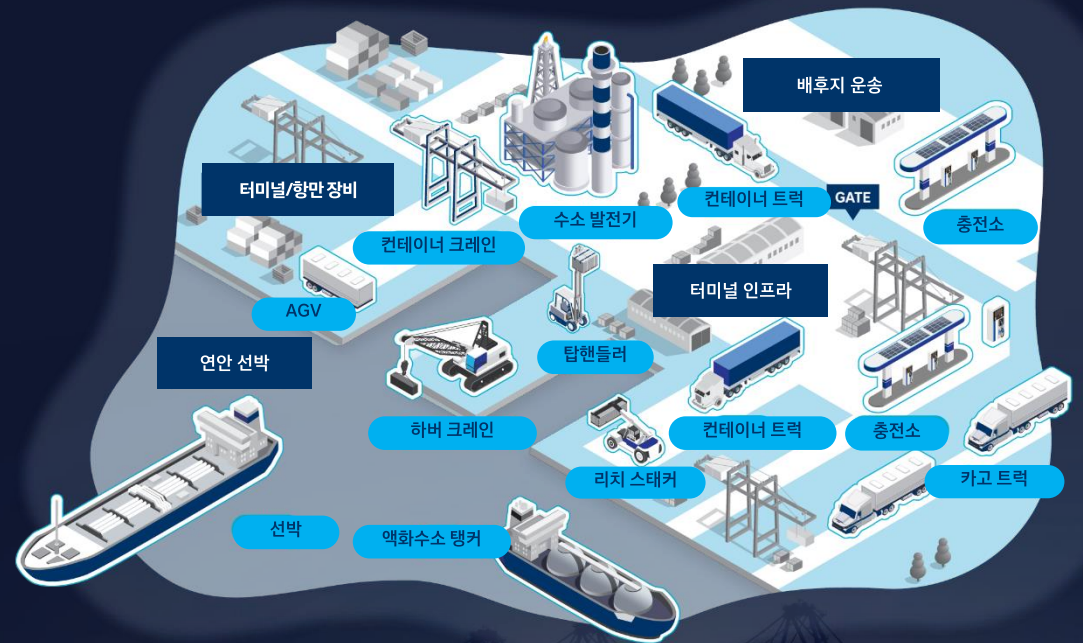 배후지 운송
터미널/항만 장비
컨테이너 트럭
GATE
수소 발전기
충전소
컨테이너 크레인
터미널 인프라
AGV
연안 선박
탑핸들러
하버 크레인
컨테이너 트럭
충전소
리치 스태커
카고 트럭
선박
액화수소 탱커